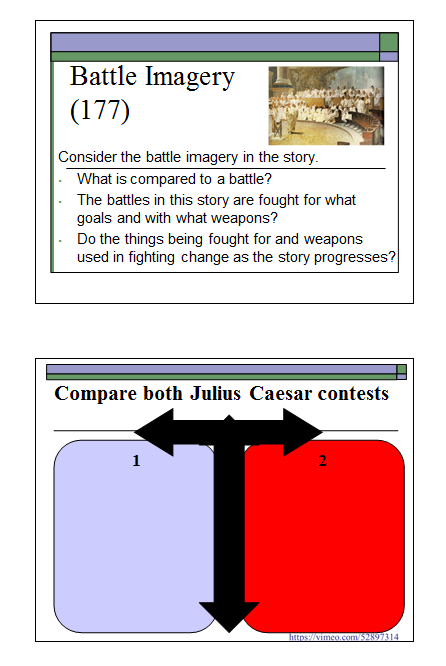 Battle Imagery
(177)
Consider the battle imagery in the story.
- What is compared to a battle?
- The battles in this story are fought for what
goals and with what weapons?
- Do the things being fought for and weapons
used in fighting change as the story progresses?
Compare both Julius Caesar contests
1
2
https://vimeo.com/52897314